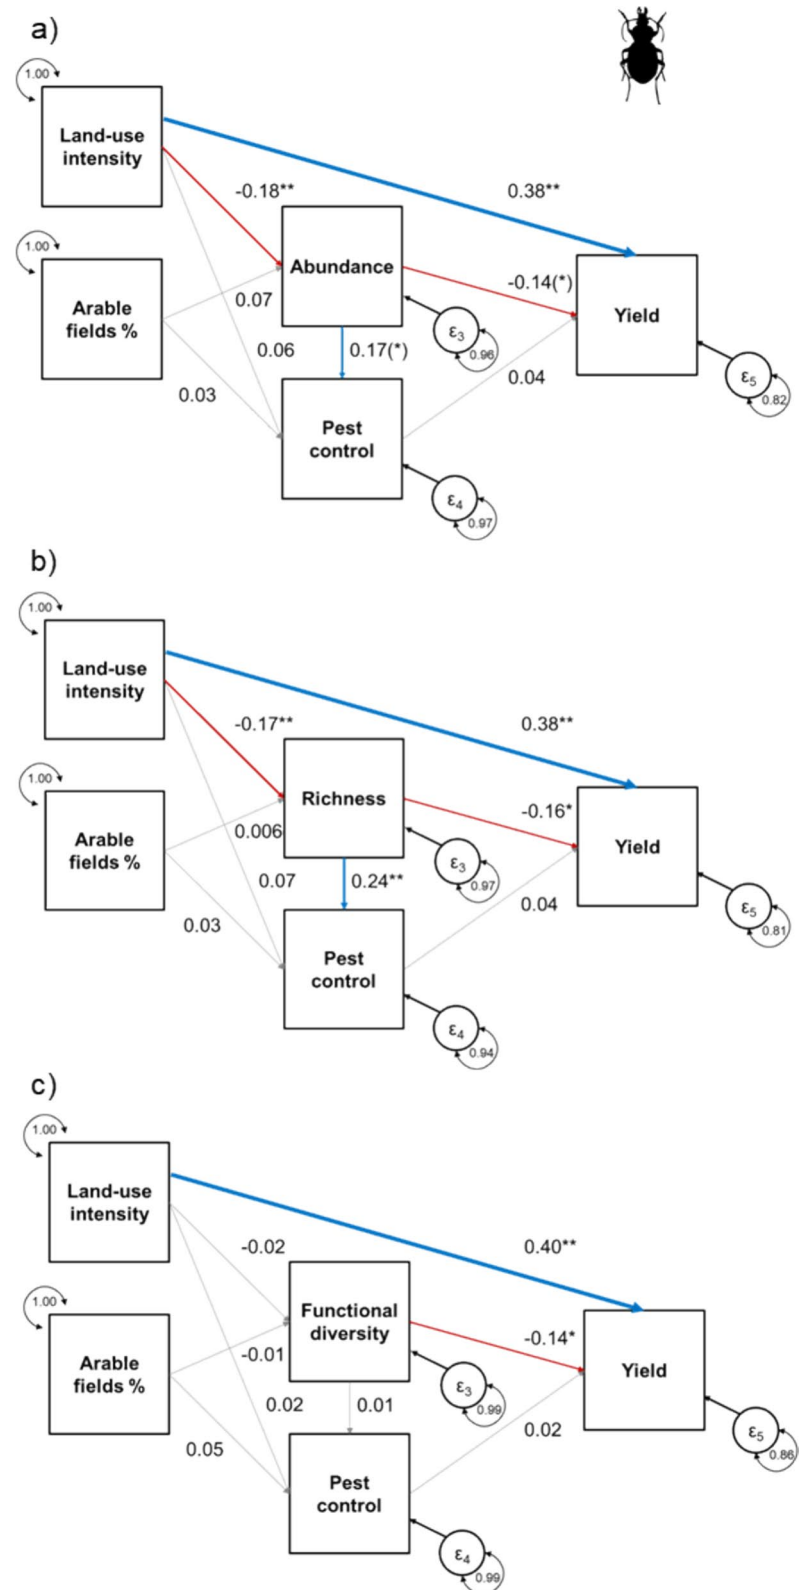 a)
1.00
Land-use
intensity
-0.18**
0.38**
1.00
Arable
fields %
Abundance
0.07
-0.14(*)
Yield
ε3
0.96
0.06
0.17(*)
0.03
0.04
ε5
0.82
Pest
control
ε4
0.97
b)
1.00
Land-use
intensity
-0.17**
0.38**
1.00
Arable
fields %
Richness
0.006
-0.16*
Yield
ε3
0.97
0.07
0.24**
0.03
0.04
ε5
0.81
Pest
control
ε4
0.94
c)
1.00
Land-use
intensity
-0.02
0.40**
1.00
Arable
fields %
Functional
diversity
-0.01
-0.14*
Yield
ε3
0.99
0.02
0.01
0.05
0.02
ε5
0.86
Pest
control
ε4
0.99